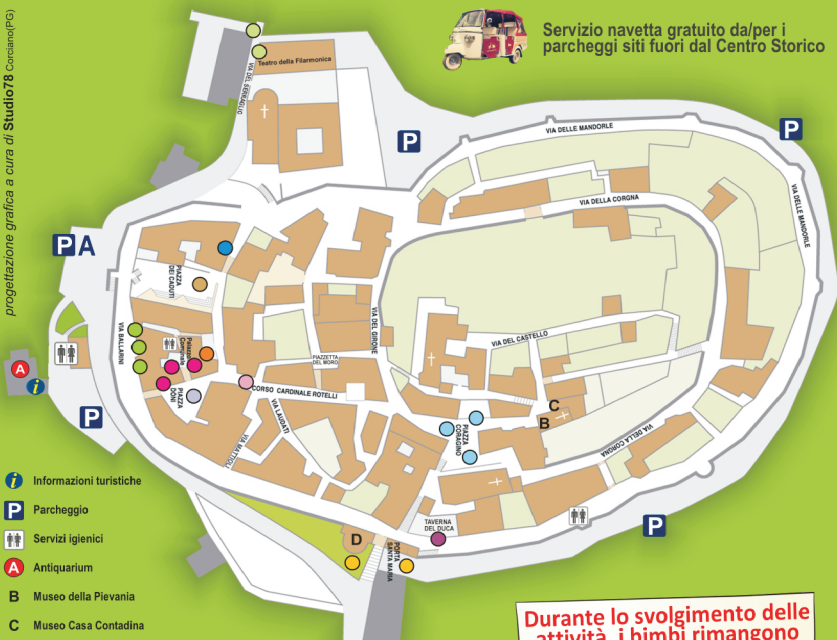 progettazione grafica a cura di Studio78 Corciano(PG)
Servizio navetta gratuito da/per i
parcheggi siti fuori dal Centro Storico
Teatro della Filarmonica
VIA DEL SERRAGLIO
P
VIA DELLE MANDORLE
P
VIA DELLE MANDORLE
VIA DELLA CORGNA
P A
PIAZZA
DEI CADUTI
VIA BALLARINI
Palazzo
Comunale
VIA DEL GIRONE
VIA DEL CASTELLO
PIAZZETTA
DEL MORO
A
i
PIAZZA
DONI
CORSO CARDINALE ROTELLI
P
VIA LAUDATI
VIA MATTIOLI
C
B
PIAZZA
CORAGINO
VIA DELLA CORGNA
TAVERNA
DEL DUCA
P
D
PORTA
SANTA MARIA
i Informazioni turistiche
P Parcheggio
Servizi igienici
A Antiquarium
B Museo della Pievania
C Museo Casa Contadina
Durante lo svolgimento delle
attività, i bimbi rimangono